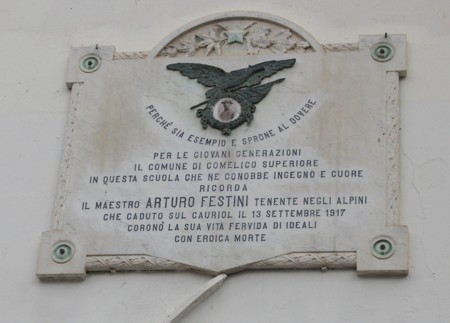 PERCHÈ SIA ESEMPIO E SPRONE AL DOVERE
PER LE GIOVANI GENERAZIONI
IL COMUNE DI COMELICO SUPERIORE
IN QUESTA SCUOLA CHE NE CONOBBE INGEGNO E CUORE
RICORDA
IL MAESTRO ARTURO FESTINI TENENTE NEGLI ALPINI
CHE CADUTO SUL CAURIOL IL 13 SETTEMBRE 1917
CORONÒ LA SUA VITA FERVIDA DI IDEALI
CON EROICA MORTE